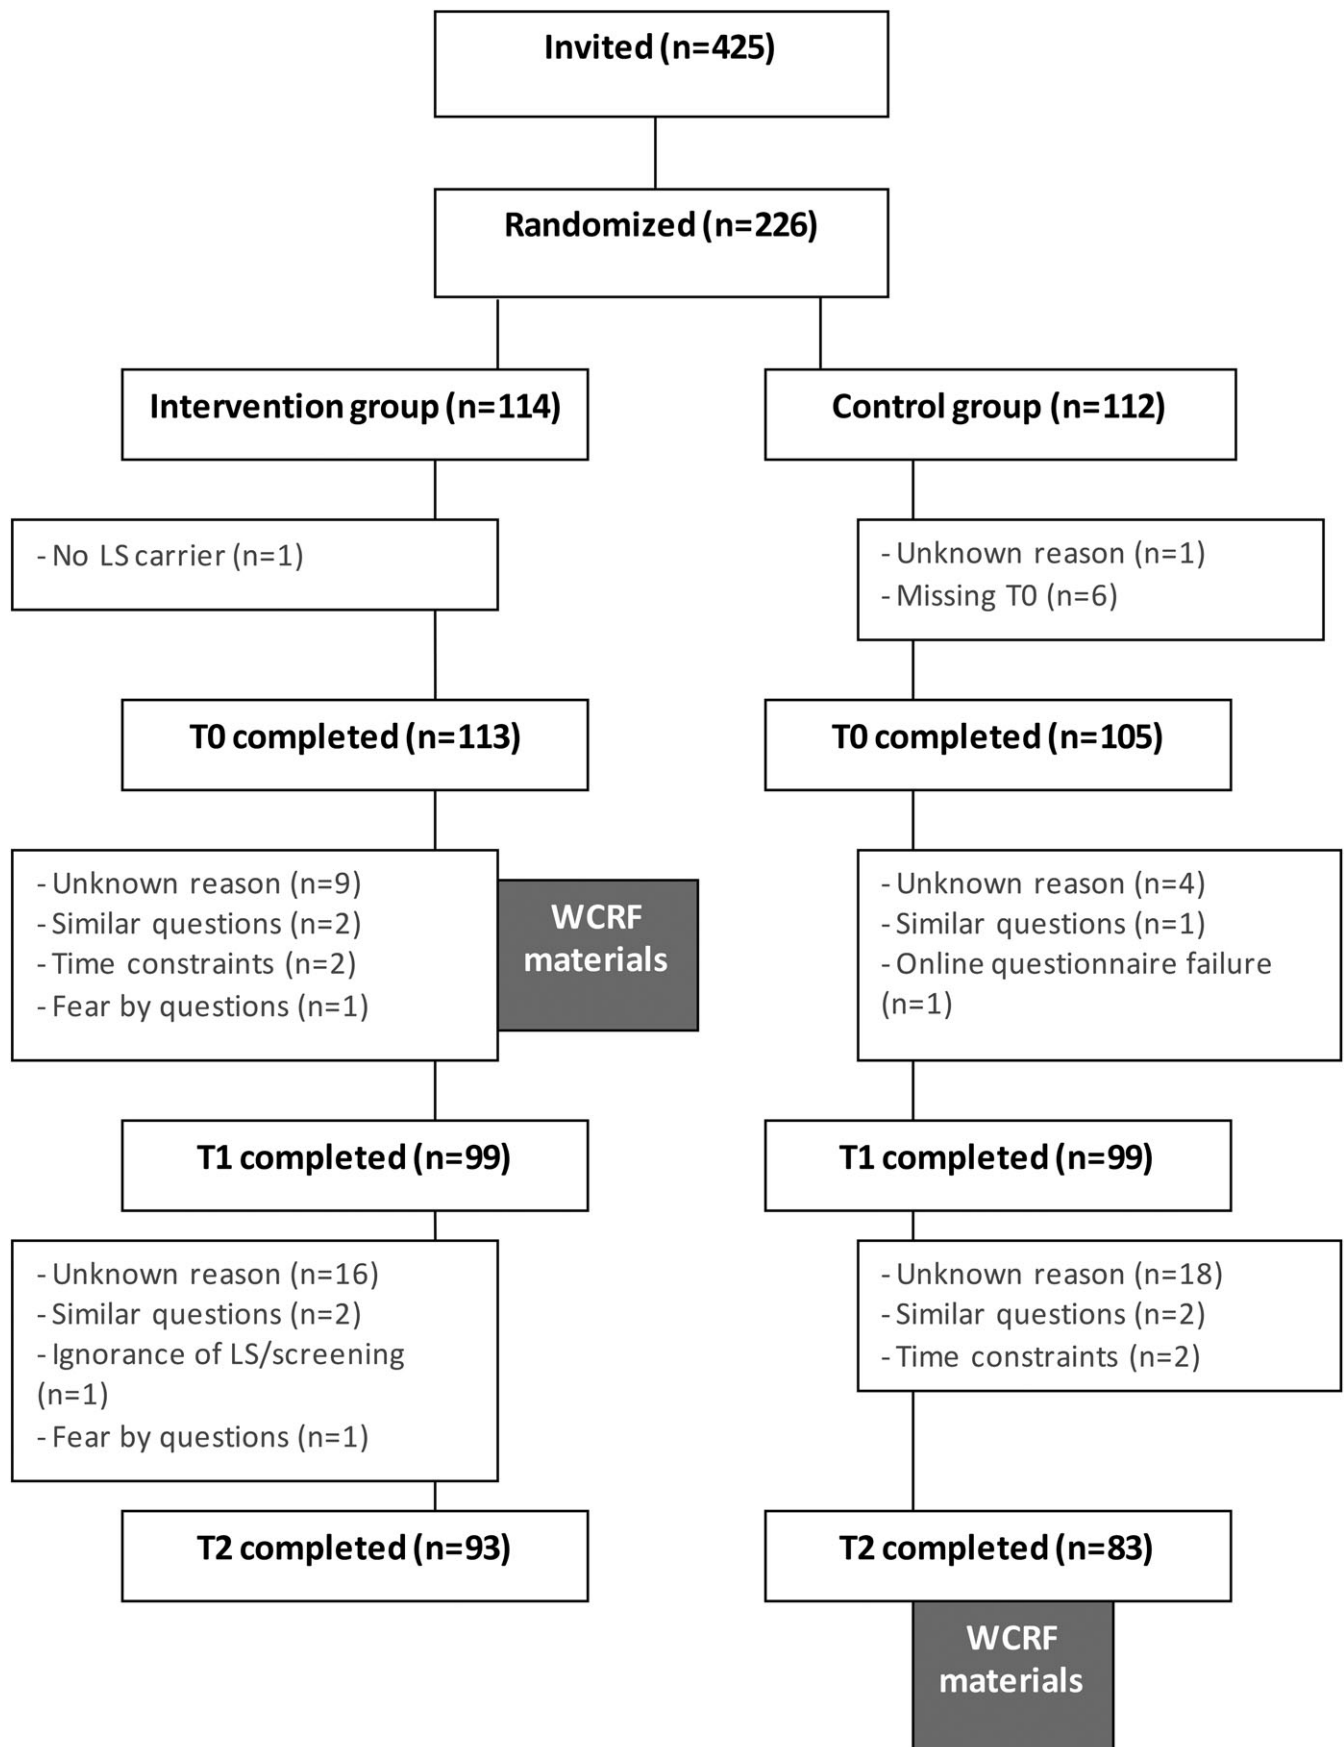 Invited (n=425)
Randomized (n=226)
Intervention group (n=114)
Control group (n=112)
- No LS carrier (n=1)
- Unknown reason (n=1)
- Missing T0 (n=6)
T0 completed (n=113)
T0 completed (n=105)
- Unknown reason (n=9)
- Similar questions (n=2)
- Time constraints (n=2)
- Fear by questions (n=1)
WCRF
materials
- Unknown reason (n=4)
- Similar questions (n=1)
- Online questionnaire failure
(n=1)
T1 completed (n=99)
T1 completed (n=99)
- Unknown reason (n=16)
- Similar questions (n=2)
- Ignorance of LS/screening
(n=1)
- Fear by questions (n=1)
- Unknown reason (n=18)
- Similar questions (n=2)
- Time constraints (n=2)
T2 completed (n=93)
T2 completed (n=83)
WCRF
materials